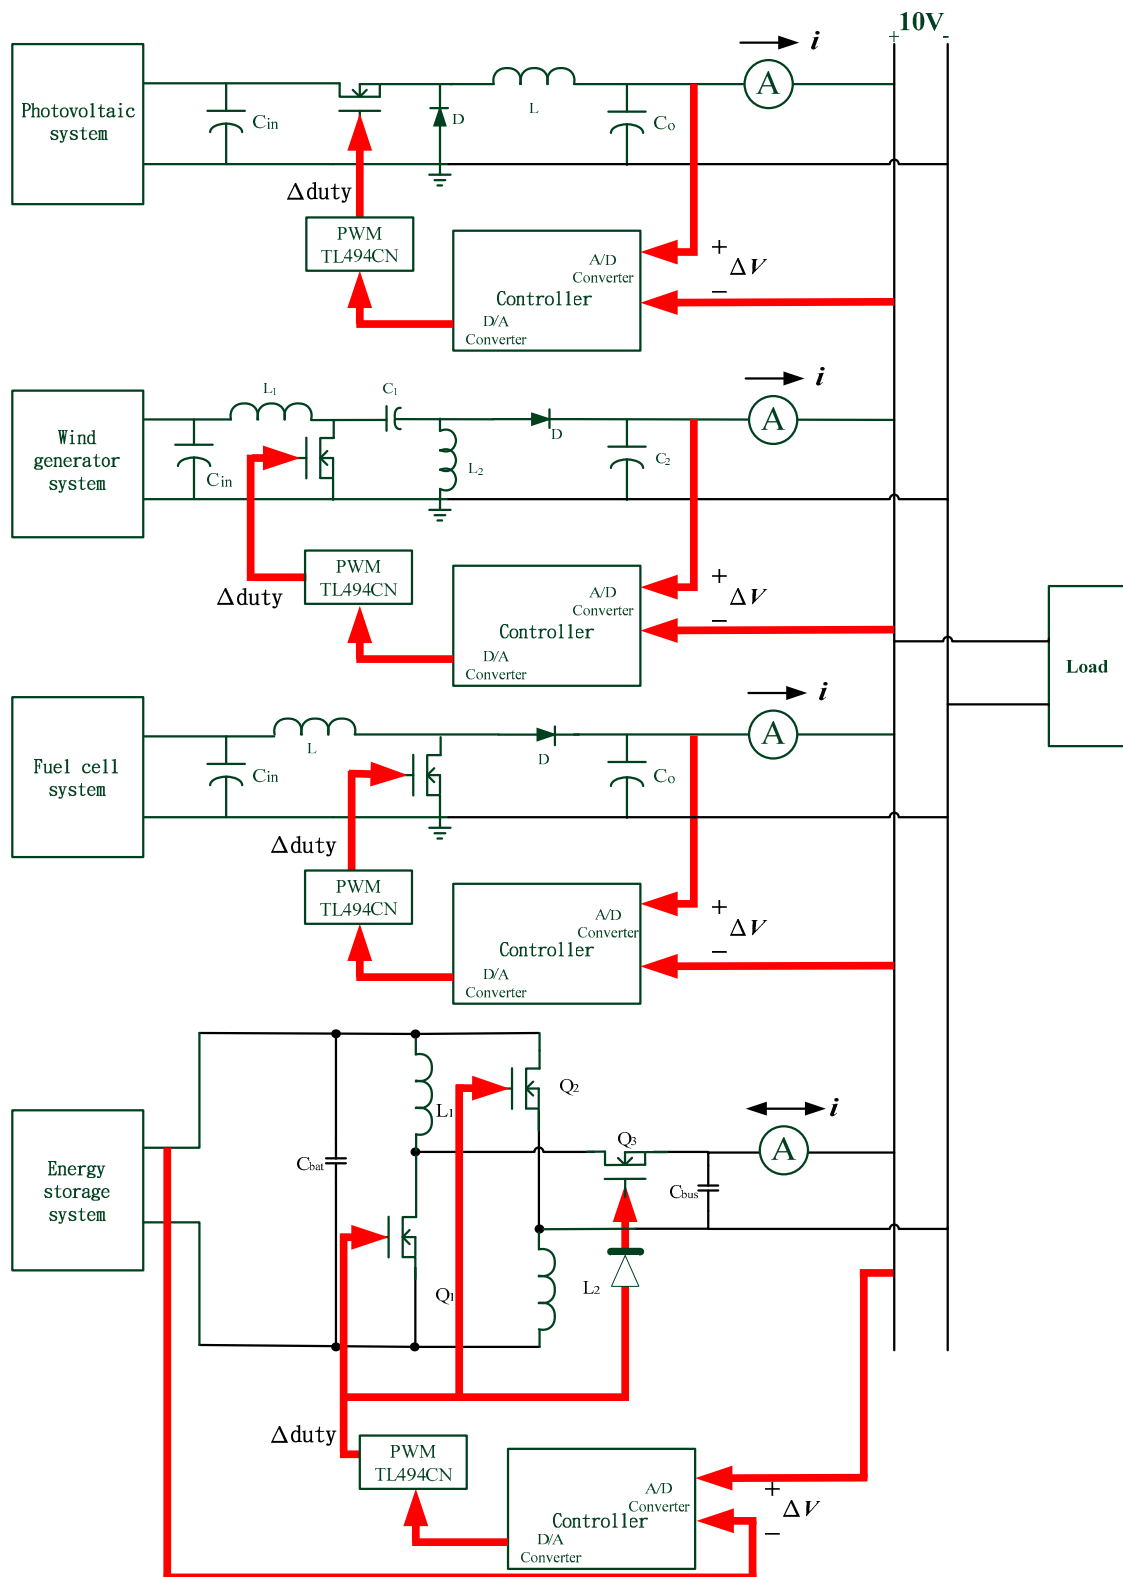 10V
+ -
i
A
Photovoltaic
system
Cin
D
L
Co
Δduty
PWM
TL494CN
A/D
Converter
Controller
D/A
Converter
+
ΔV
−
i
A
Wind
generator
system
Cin
L1
C1
L2
D
C2
Δduty
PWM
TL494CN
A/D
Converter
Controller
D/A
Converter
+
ΔV
−
Load
i
A
Fuel cell
system
Cin
L
D
Co
Δduty
PWM
TL494CN
A/D
Converter
Controller
D/A
Converter
+
ΔV
−
Energy
storage
system
Cbat
L1
Q2
Q3
i
A
Cbus
Q1
L2
Δduty
PWM
TL494CN
A/D
Converter
Controller
D/A
Converter
+
ΔV
−